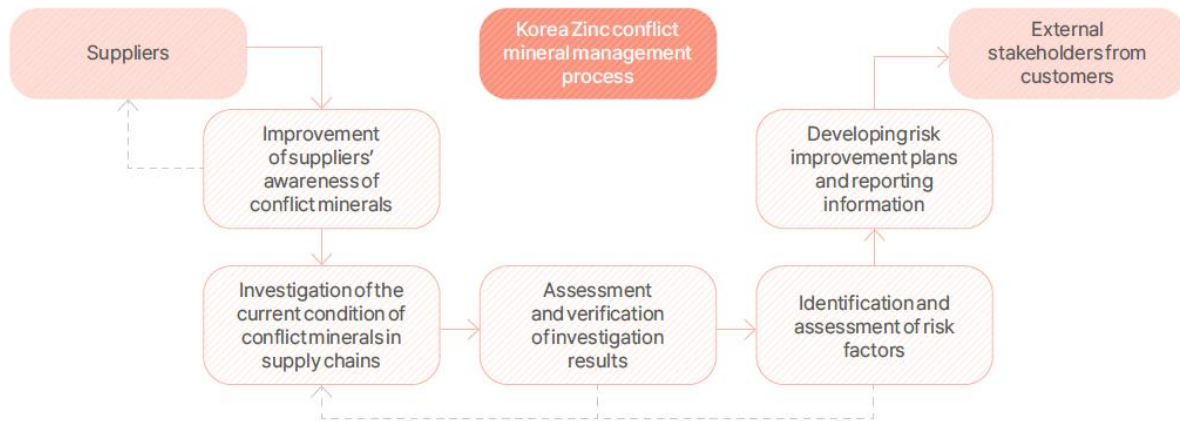 Suppliers
Korea Zinc conflict
mineral management
process
External
stakeholders from
customers
Improvement
of suppliers’
awareness of
conflict minerals
Developing risk
improvement plans
and reporting
information
Investigation of the
current condition of
conflict minerals in
supply chains
Assessment
and verification
of investigation
results
Identification and
assessment of risk
factors